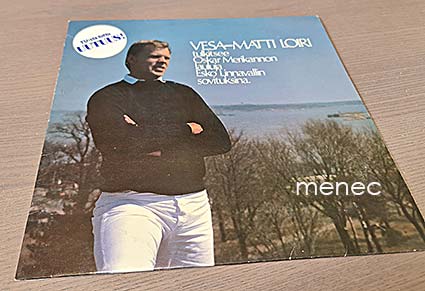 UUTUUS!
VESA-MATTI LOIRI
tulkitsee
Oskar Merikannon
lauluja
Esko Linnavallin
sovituksina.
menec